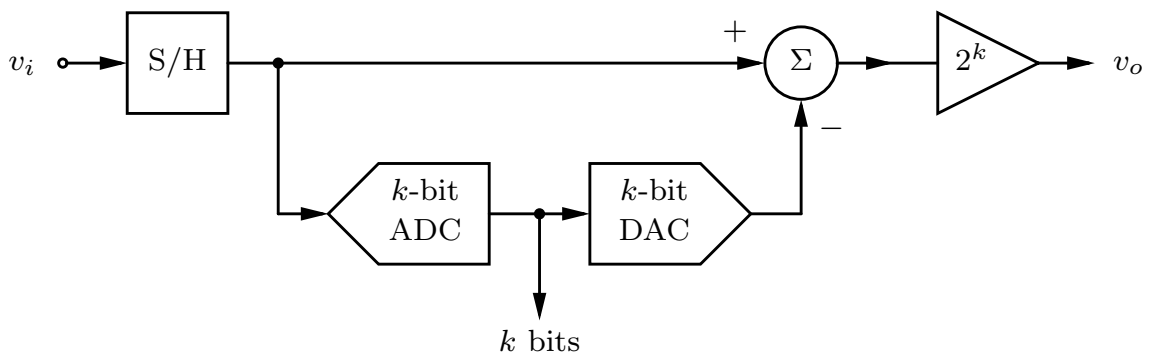 v_i
S/H
+
Σ
2^k
v_o
−
k-bit
ADC
k-bit
DAC
k bits